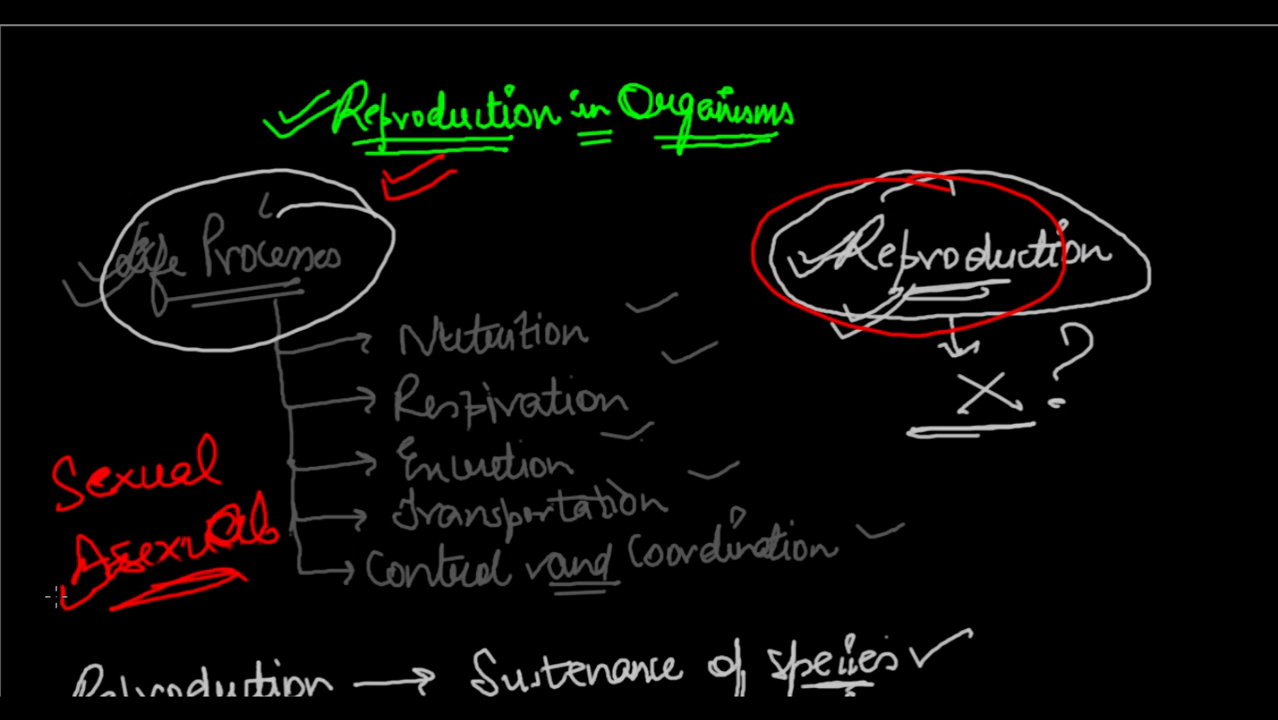 Reproduction in Organisms
Life Processes
Reproduction
Nutrition
X ?
Respiration
Excretion
Sexual
Transportation
Asexual
Control and Coordination
Reproduction → Sustenance of species